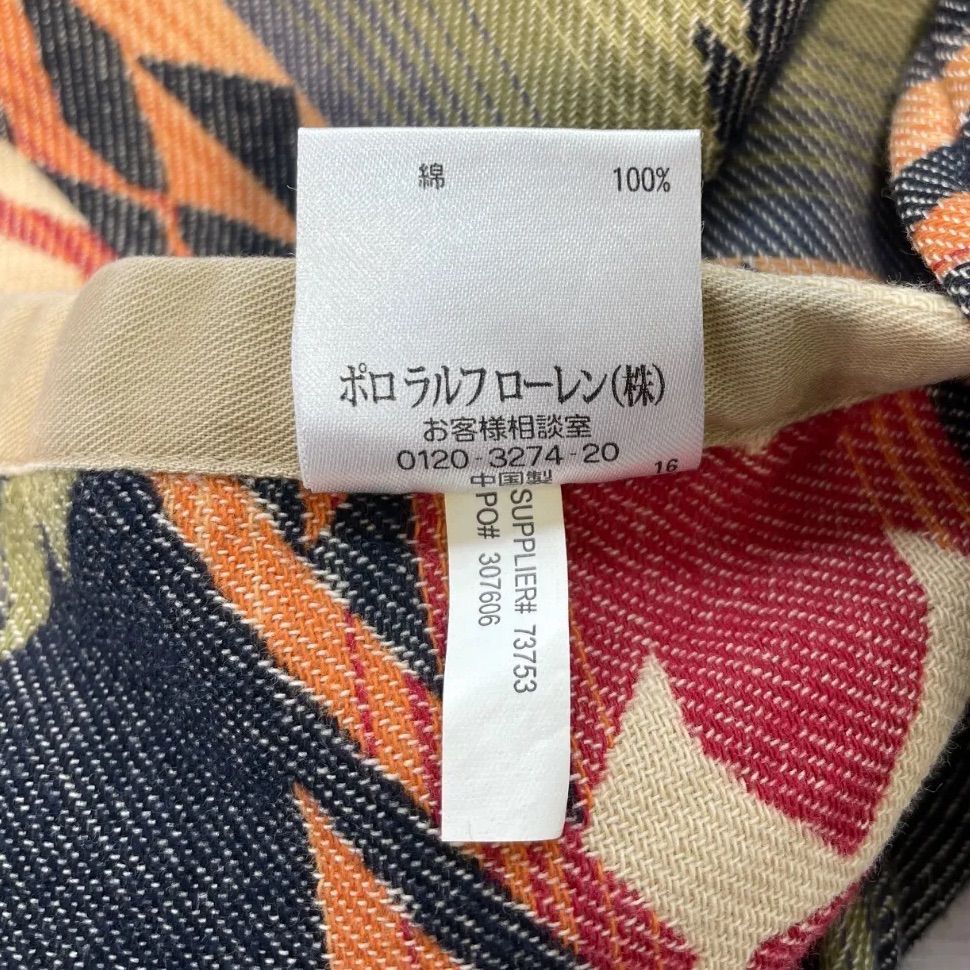 綿 100%
ポロ ラルフ ローレン(株)
お客様相談室
0120-3274-20
中国製
16
SUPPLIER# 73753
PO# 307606